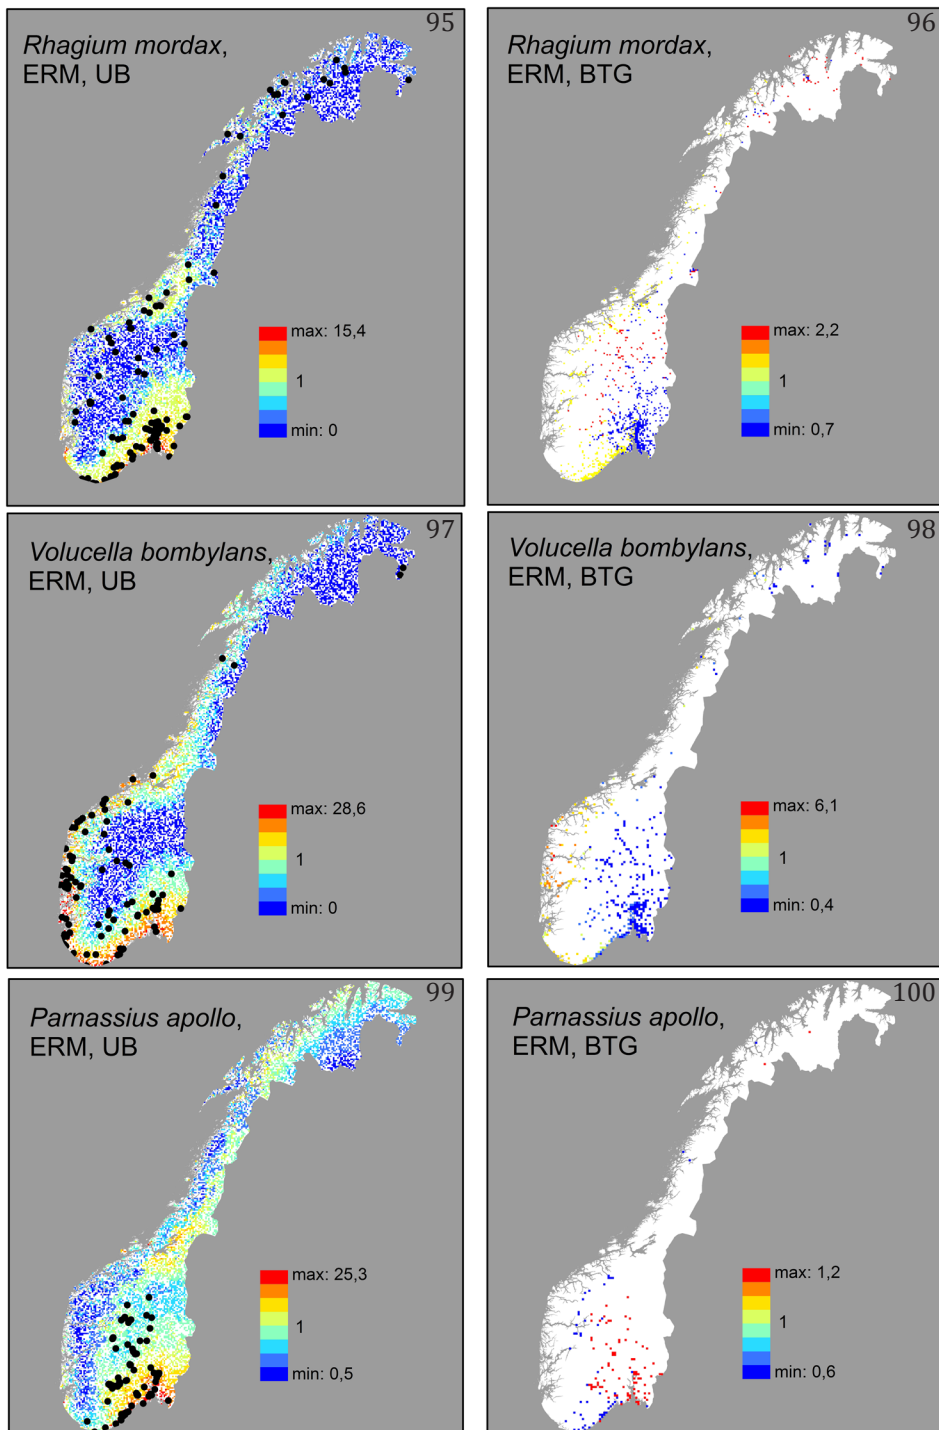 95
Rhagium mordax,
ERM, UB
max: 15,4
1
min: 0
96
Rhagium mordax,
ERM, BTG
max: 2,2
1
min: 0,7
97
Volucella bombylans,
ERM, UB
max: 28,6
1
min: 0
98
Volucella bombylans,
ERM, BTG
max: 6,1
1
min: 0,4
99
Parnassius apollo,
ERM, UB
max: 25,3
1
min: 0,5
100
Parnassius apollo,
ERM, BTG
max: 1,2
1
min: 0,6